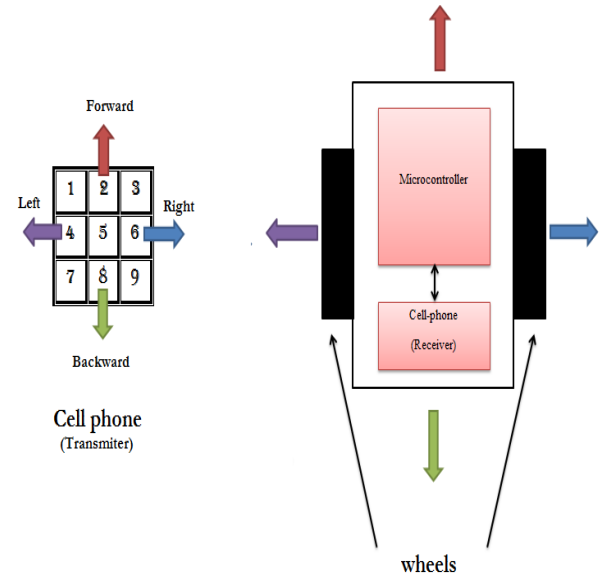 Forward
1 2 3
Left
Right
4 5 6
7 8 9
Backward
Cell phone
(Transmiter)
Microcontroller
Cell-phone
(Receiver)
wheels